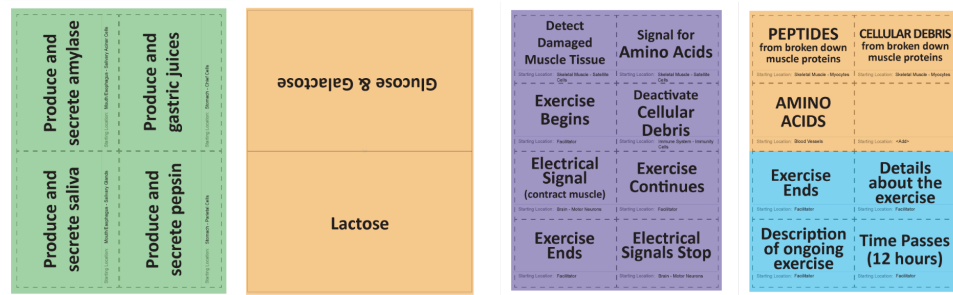 Produce and
secrete amylase
Starting Location : Mouth/Esophagus - Salivary Acinar Cells
Produce and
gastric juices
Starting Location : Stomach - Chief Cells
Produce and
secrete saliva
Starting Location : Mouth/Esophagus - Salivary Glands
Produce and
secrete pepsin
Starting Location : Stomach - Parietal Cells
Glucose & Galactose
Lactose
Detect
Damaged
Muscle Tissue
Starting Location : Skeletal Muscle - Satellite
Cells
Signal for
Amino Acids
Starting Location : Skeletal Muscle - Satellite
Cells
Exercise
Begins
Starting Location : Facilitator
Deactivate
Cellular
Debris
Starting Location : Immune System - Immunity
Cells
Electrical
Signal
(contract muscle)
Starting Location : Brain - Motor Neurons
Exercise
Continues
Starting Location : Facilitator
Exercise
Ends
Starting Location : Facilitator
Electrical
Signals Stop
Starting Location : Brain - Motor Neurons
PEPTIDES
from broken down
muscle proteins
Starting Location : Skeletal Muscle - Myocytes
CELLULAR DEBRIS
from broken down
muscle proteins
Starting Location : Skeletal Muscle - Myocytes
AMINO
ACIDS
Starting Location : Blood Vessels
Starting Location : <Add>
Exercise
Ends
Starting Location : Facilitator
Details
about the
exercise
Starting Location : Facilitator
Description
of ongoing
exercise
Starting Location : Facilitator
Time Passes
(12 hours)
Starting Location : Facilitator